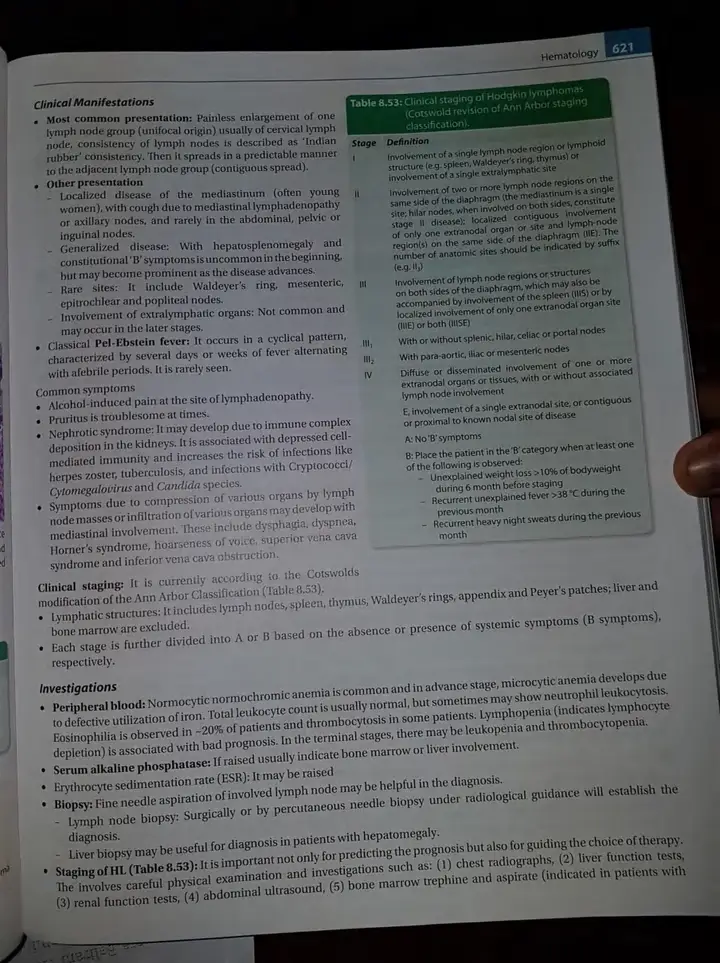 Hematology 621
Clinical Manifestations
• Most common presentation: Painless enlargement of one
lymph node group (unifocal origin) usually of cervical lymph
node, consistency of lymph nodes is described as 'Indian
rubber' consistency. Then it spreads in a predictable manner
to the adjacent lymph node group (contiguous spread).
• Other presentation
– Localized disease of the mediastinum (often young
women), with cough due to mediastinal lymphadenopathy
or axillary nodes, and rarely in the abdominal, pelvic or
inguinal nodes.
– Generalized disease: With hepatosplenomegaly and
constitutional 'B' symptoms is uncommon in the beginning,
but may become prominent as the disease advances.
– Rare sites: It include Waldeyer's ring, mesenteric,
epitrochlear and popliteal nodes.
– Involvement of extralymphatic organs: Not common and
may occur in the later stages.
• Classical Pel-Ebstein fever: It occurs in a cyclical pattern,
characterized by several days or weeks of fever alternating
with afebrile periods. It is rarely seen.
Common symptoms
• Alcohol-induced pain at the site of lymphadenopathy.
• Pruritus is troublesome at times.
• Nephrotic syndrome: It may develop due to immune complex
deposition in the kidneys. It is associated with depressed cell-
mediated immunity and increases the risk of infections like
herpes zoster, tuberculosis, and infections with Cryptococci/
Cytomegalovirus and Candida species.
• Symptoms due to compression of various organs by lymph
node masses or infiltration of various organs may develop with
mediastinal involvement. These include dysphagia, dyspnea,
Horner's syndrome, hoarseness of voice, superior vena cava
syndrome and inferior vena cava obstruction.
Table 8.53: Clinical staging of Hodgkin lymphomas
(Cotswold revision of Ann Arbor staging
classification).
Stage Definition
I Involvement of a single lymph node region or lymphoid
structure (e.g. spleen, Waldeyer's ring, thymus) or
involvement of a single extralymphatic site
II Involvement of two or more lymph node regions on the
same side of the diaphragm (the mediastinum is a single
site; hilar nodes, when involved on both sides, constitute
stage II disease); localized contiguous involvement
of only one extranodal organ or site and lymph-node
region(s) on the same side of the diaphragm (IIE). The
number of anatomic sites should be indicated by suffix
(e.g. II₃)
III Involvement of lymph node regions or structures
on both sides of the diaphragm, which may also be
accompanied by involvement of the spleen (IIIS) or by
localized involvement of only one extranodal organ site
(IIIE) or both (IIISE)
III₁ With or without splenic, hilar, celiac or portal nodes
III₂ With para-aortic, iliac or mesenteric nodes
IV Diffuse or disseminated involvement of one or more
extranodal organs or tissues, with or without associated
lymph node involvement
E, involvement of a single extranodal site, or contiguous
or proximal to known nodal site of disease
A: No 'B' symptoms
B: Place the patient in the 'B' category when at least one
of the following is observed:
– Unexplained weight loss >10% of bodyweight
during 6 month before staging
– Recurrent unexplained fever >38 °C during the
previous month
– Recurrent heavy night sweats during the previous
month
Clinical staging: It is currently according to the Cotswolds
modification of the Ann Arbor Classification (Table 8.53).
• Lymphatic structures: It includes lymph nodes, spleen, thymus, Waldeyer's rings, appendix and Peyer's patches; liver and
bone marrow are excluded.
• Each stage is further divided into A or B based on the absence or presence of systemic symptoms (B symptoms),
respectively.
Investigations
• Peripheral blood: Normocytic normochromic anemia is common and in advance stage, microcytic anemia develops due
to defective utilization of iron. Total leukocyte count is usually normal, but sometimes may show neutrophil leukocytosis.
Eosinophilia is observed in ~20% of patients and thrombocytosis in some patients. Lymphopenia (indicates lymphocyte
depletion) is associated with bad prognosis. In the terminal stages, there may be leukopenia and thrombocytopenia.
• Serum alkaline phosphatase: If raised usually indicate bone marrow or liver involvement.
• Erythrocyte sedimentation rate (ESR): It may be raised
• Biopsy: Fine needle aspiration of involved lymph node may be helpful in the diagnosis.
– Lymph node biopsy: Surgically or by percutaneous needle biopsy under radiological guidance will establish the
diagnosis.
– Liver biopsy may be useful for diagnosis in patients with hepatomegaly.
• Staging of HL (Table 8.53): It is important not only for predicting the prognosis but also for guiding the choice of therapy.
The involves careful physical examination and investigations such as: (1) chest radiographs, (2) liver function tests,
(3) renal function tests, (4) abdominal ultrasound, (5) bone marrow trephine and aspirate (indicated in patients with